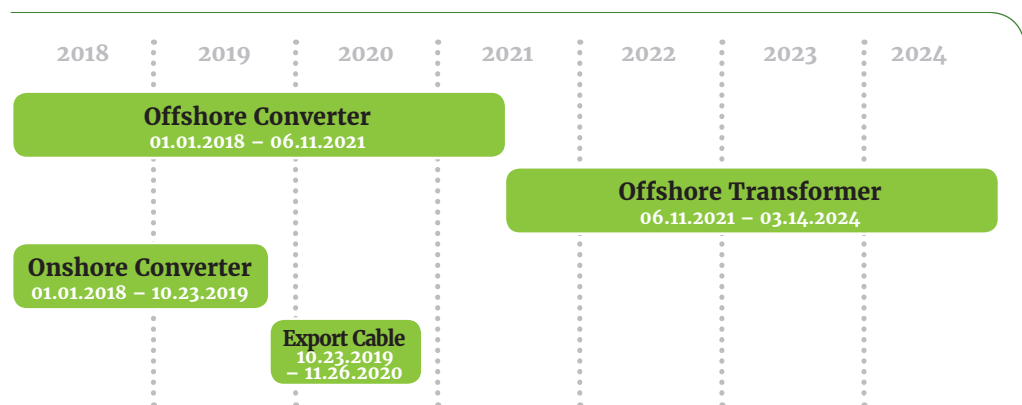 2018 2019 2020 2021 2022 2023 2024
Offshore Converter
01.01.2018 – 06.11.2021
Offshore Transformer
06.11.2021 – 03.14.2024
Onshore Converter
01.01.2018 – 10.23.2019
Export Cable
10.23.2019
– 11.26.2020